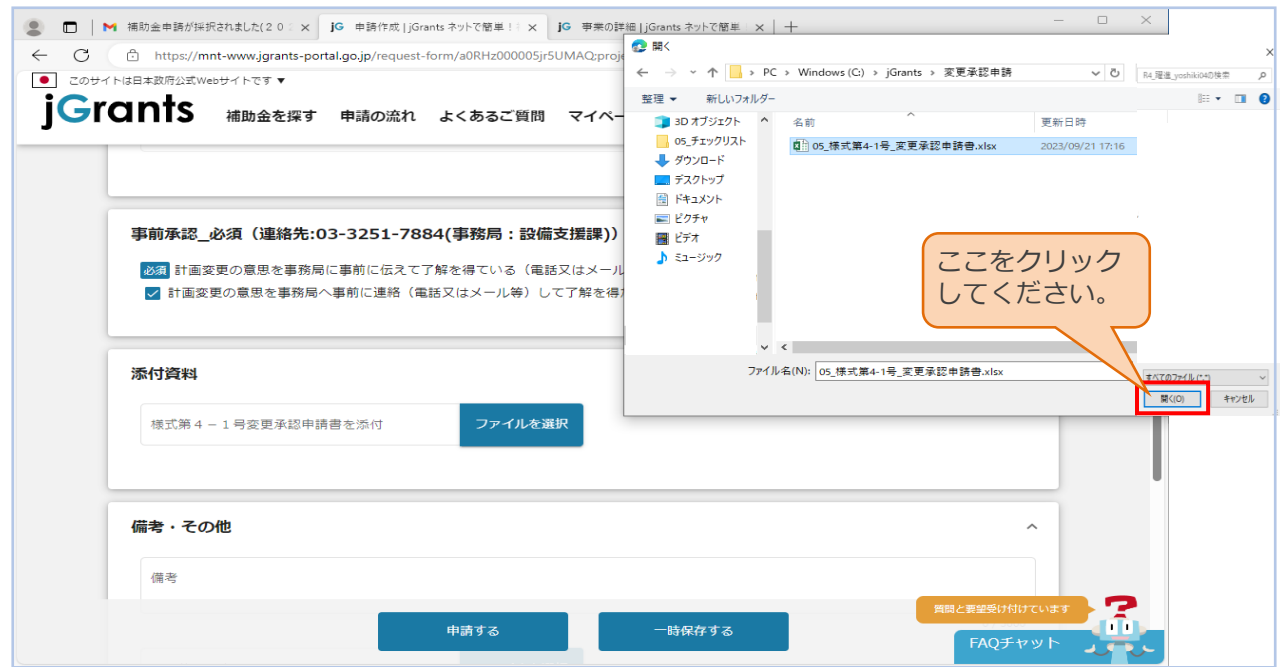 補助金申請が採択されました(２０２
jG 申請作成 | jGrants ネットで簡単！
jG 事業の詳細 | jGrants ネットで簡単
https://mnt-www.jgrants-portal.go.jp/request-form/a0RHz000005jr5UMAQ;proje
このサイトは日本政府公式Webサイトです ▼
jGrants 補助金を探す 申請の流れ よくあるご質問 マイペー
事前承認_必須（連絡先:03-3251-7884(事務局：設備支援課)）
必須 計画変更の意思を事務局に事前に伝えて了解を得ている（電話又はメール
計画変更の意思を事務局へ事前に連絡（電話又はメール等）して了解を得
添付資料
様式第４－１号変更承認申請書を添付
ファイルを選択
備考・その他
備考
申請する
一時保存する
質問と要望受け付けています
FAQチャット
開く
PC › Windows (C:) › jGrants › 変更承認申請
整理 ▼ 新しいフォルダー
3D オブジェクト
05_チェックリスト
ダウンロード
デスクトップ
ドキュメント
ピクチャ
ビデオ
ミュージック
名前
更新日時
05_様式第4-1号_変更承認申請書.xlsx
2023/09/21 17:16
ここをクリック
してください。
ファイル名(N): 05_様式第4-1号_変更承認申請書.xlsx
すべてのファイル (*.*)
開く(O)
キャンセル